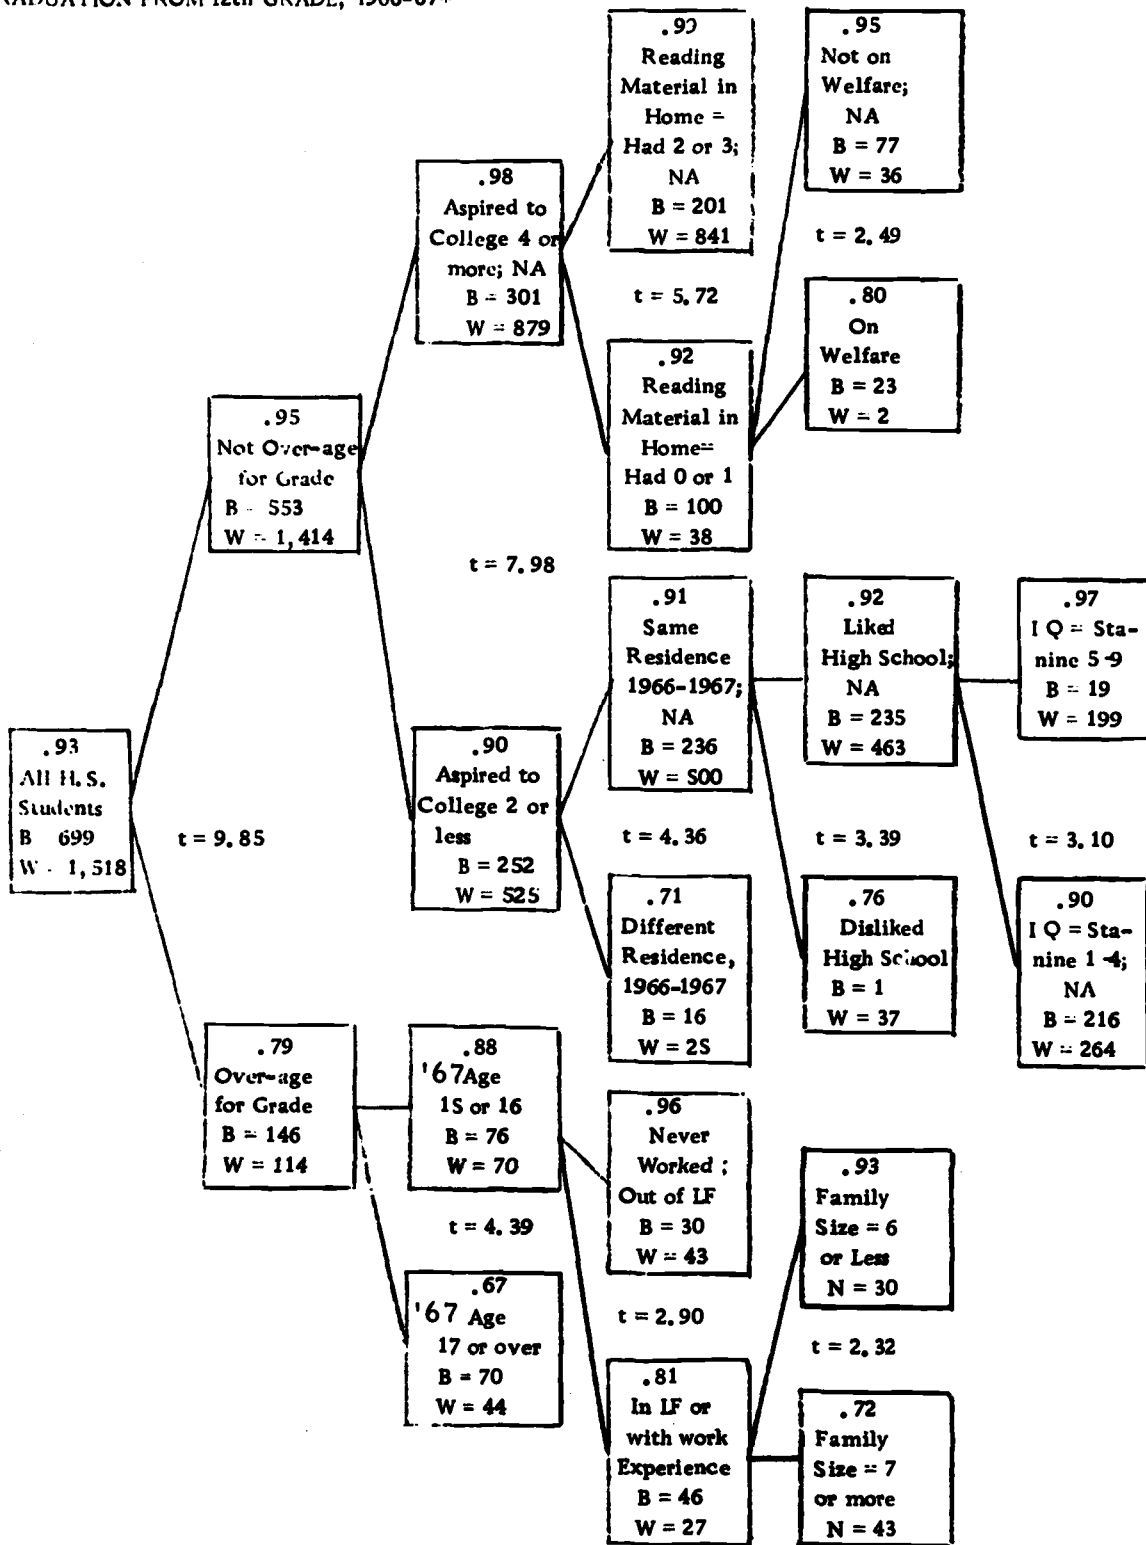 GRADUATION FROM 12th GRADE, 1966-67
.93
All H.S.
Students
B 699
W - 1,518
t = 9.85
.95
Not Over-age
for Grade
B - 553
W - 1,414
.79
Over-age
for Grade
B = 146
W = 114
.98
Aspired to
College 4 or
more; NA
B = 301
W = 879
t = 7.98
.90
Aspired to
College 2 or
less
B = 252
W = 525
.88
'67 Age
15 or 16
B = 76
W = 70
t = 4.39
.67
'67 Age
17 or over
B = 70
W = 44
.99
Reading
Material in
Home =
Had 2 or 3;
NA
B = 201
W = 841
t = 5.72
.92
Reading
Material in
Home=
Had 0 or 1
B = 100
W = 38
.91
Same
Residence
1966-1967;
NA
B = 236
W = 500
t = 4.36
.71
Different
Residence,
1966-1967
B = 16
W = 25
.96
Never
Worked ;
Out of LF
B = 30
W = 43
t = 2.90
.81
In LF or
with work
Experience
B = 46
W = 27
.95
Not on
Welfare;
NA
B = 77
W = 36
t = 2.49
.80
On
Welfare
B = 23
W = 2
.92
Liked
High School;
NA
B = 235
W = 463
t = 3.39
.76
Disliked
High School
B = 1
W = 37
.93
Family
Size = 6
or Less
N = 30
t = 2.32
.72
Family
Size = 7
or more
N = 43
.97
I Q = Sta-
nine 5-9
B = 19
W = 199
t = 3.10
.90
I Q = Sta-
nine 1-4;
NA
B = 216
W = 264